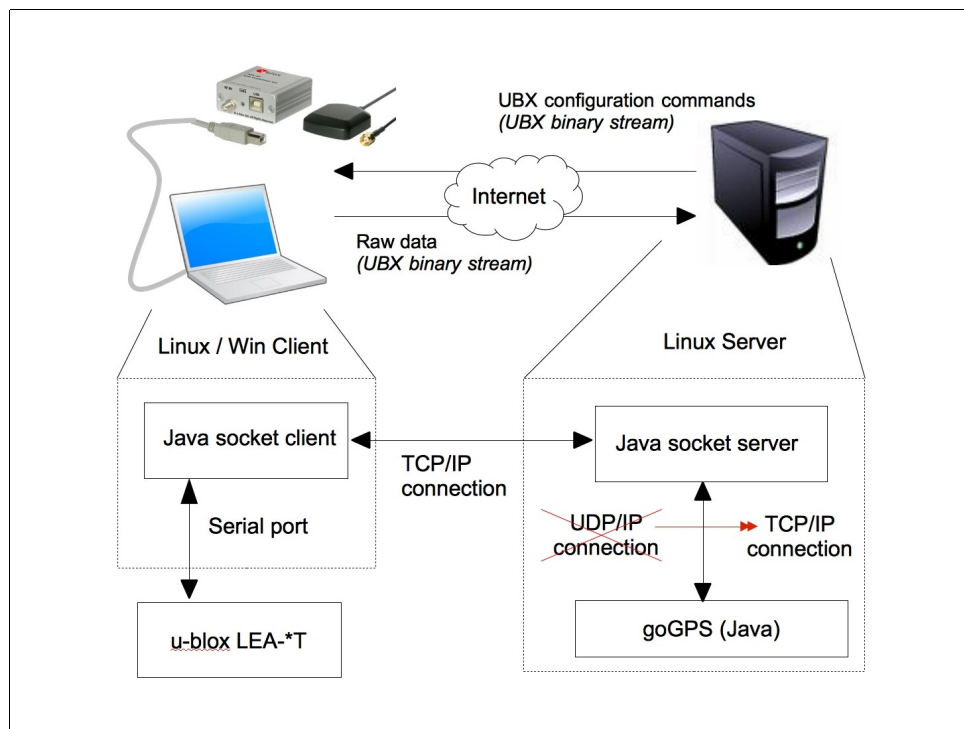 UBX configuration commands
(UBX binary stream)
Internet
Raw data
(UBX binary stream)
Linux / Win Client
Linux Server
Java socket client
Java socket server
TCP/IP
connection
Serial port
UDP/IP
connection
TCP/IP
connection
u-blox LEA-*T
goGPS (Java)